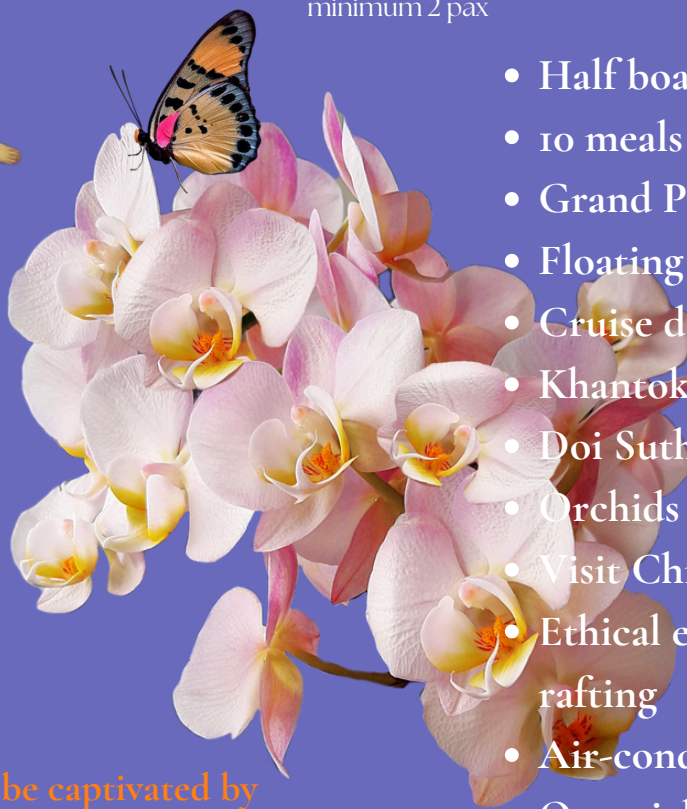 minimum 2 pax
• Half boa
• 10 meals
• Grand P
• Floating
• Cruise d
• Khantok
• Doi Suth
• Orchids
• Visit Ch
• Ethical e
rafting
• Air-cond
be captivated by